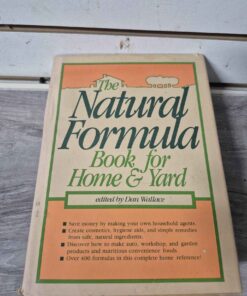 The
Natural
Formula
Book for
Home & Yard
edited by Dan Wallace
■ Save money by making your own household agents.
■ Create cosmetics, hygiene aids, and simple remedies
from safe, natural ingredients.
■ Discover how to make auto, workshop, and garden
products and nutritious convenience foods.
■ Over 400 formulas in this complete home reference!